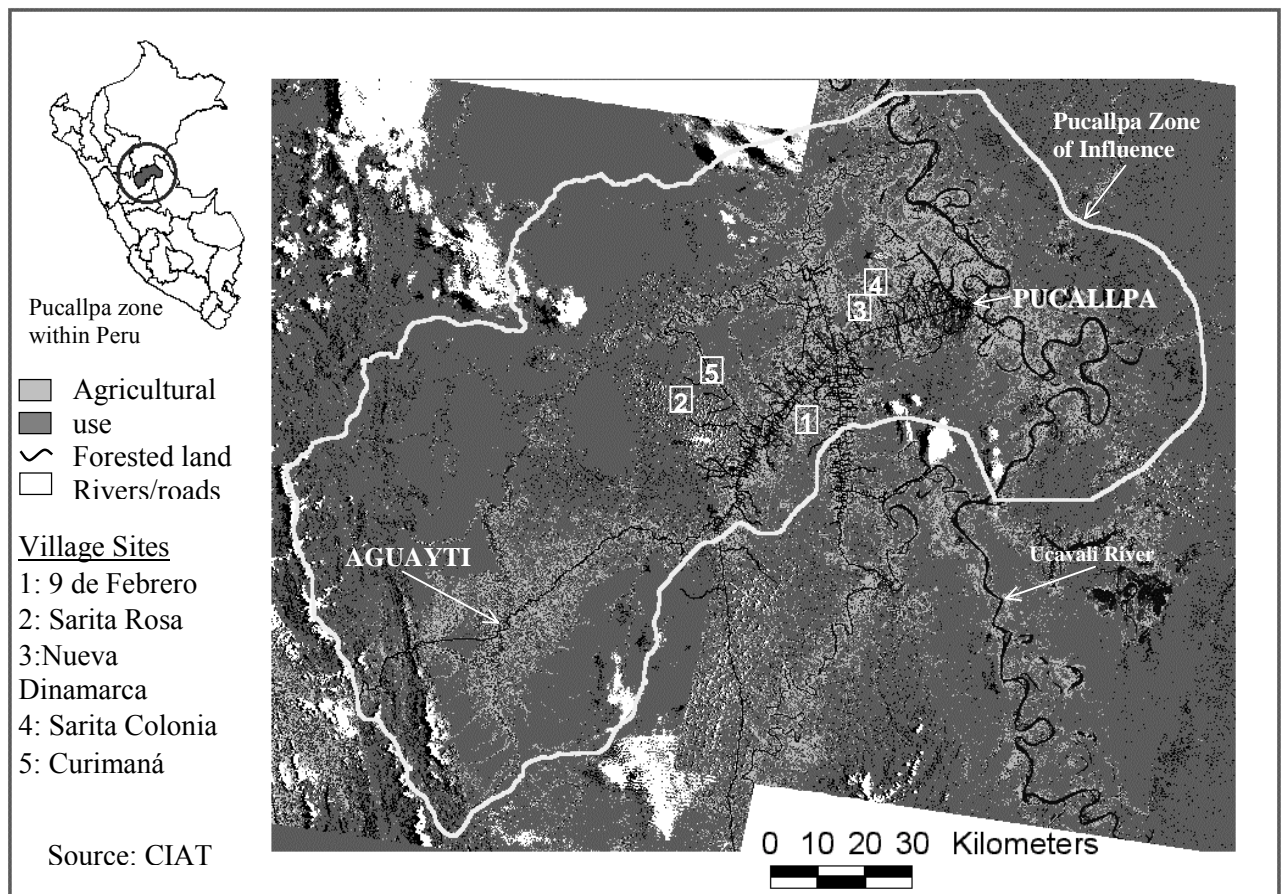 Pucallpa zone
within Peru
Agricultural
use
Forested land
Rivers/roads
Village Sites
1: 9 de Febrero
2: Sarita Rosa
3:Nueva
Dinamarca
4: Sarita Colonia
5: Curimaná
Source: CIAT
Pucallpa Zone
of Influence
4
3
PUCALLPA
5
2
1
AGUAYTI
Ucavali River
0 10 20 30 Kilometers